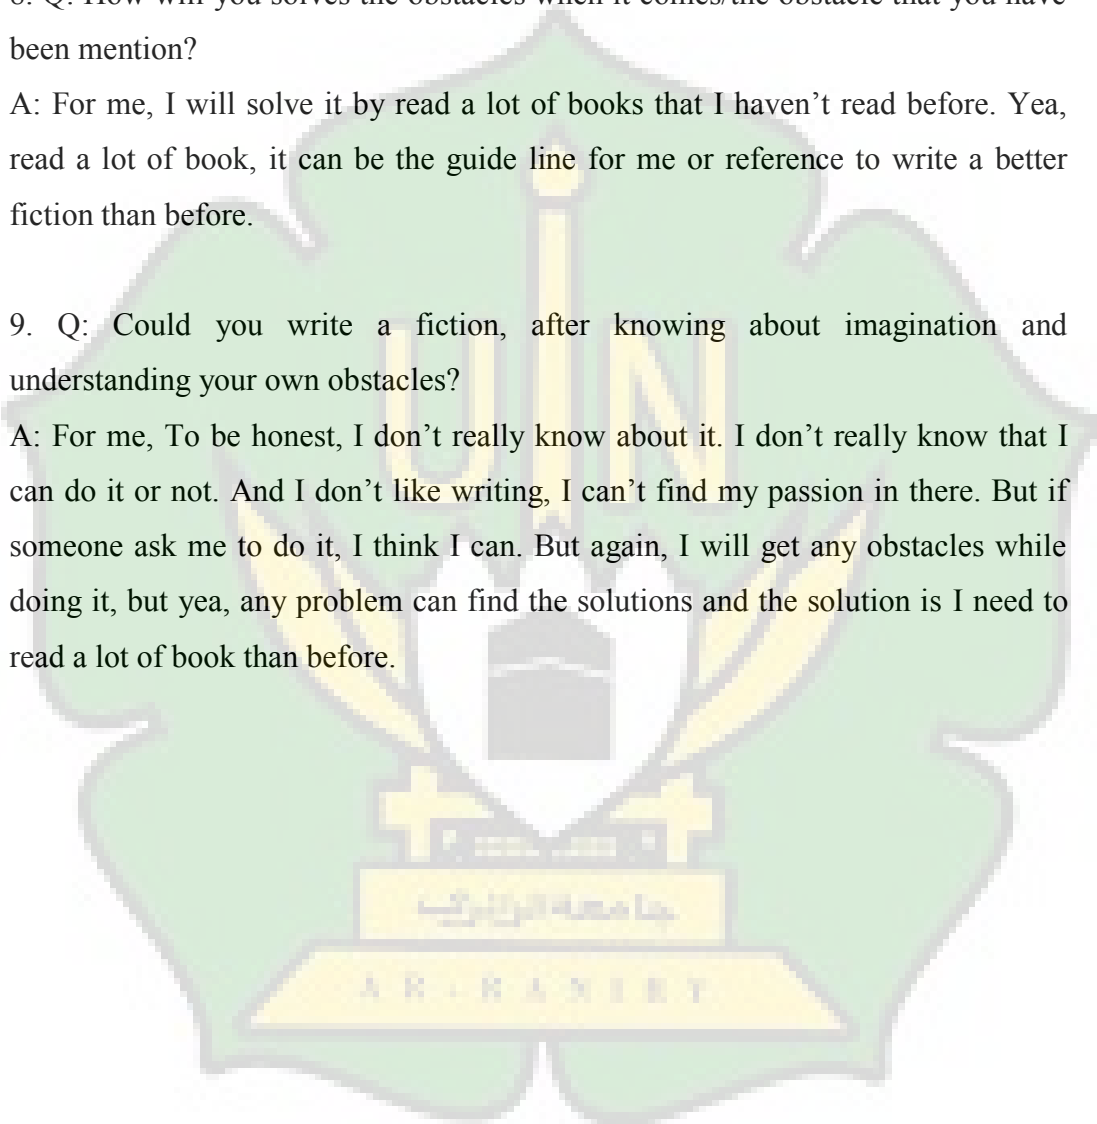 8. Q: How will you solves the obstacles when it comes/the obstacle that you have
been mention?
A: For me, I will solve it by read a lot of books that I haven’t read before. Yea,
read a lot of book, it can be the guide line for me or reference to write a better
fiction than before.
9. Q: Could you write a fiction, after knowing about imagination and
understanding your own obstacles?
A: For me, To be honest, I don’t really know about it. I don’t really know that I
can do it or not. And I don’t like writing, I can’t find my passion in there. But if
someone ask me to do it, I think I can. But again, I will get any obstacles while
doing it, but yea, any problem can find the solutions and the solution is I need to
read a lot of book than before.
UIN
جامعة الرانيري
AR-RANIRY